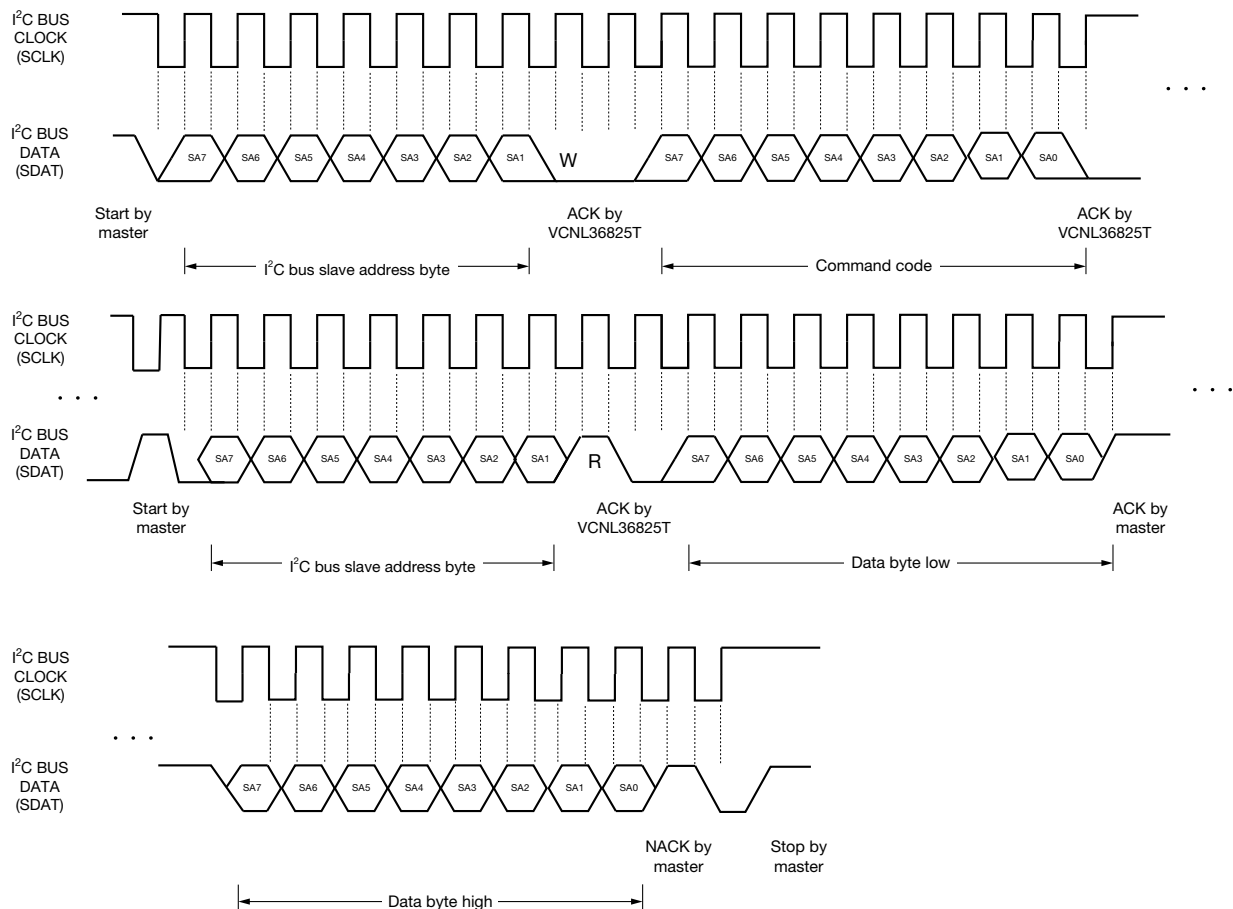 I²C BUS
CLOCK
(SCLK)
. . .
I²C BUS
DATA
(SDAT)
SA7 SA6 SA5 SA4 SA3 SA2 SA1 W SA7 SA6 SA5 SA4 SA3 SA2 SA1 SA0
Start by
master
ACK by
VCNL36825T
ACK by
VCNL36825T
I²C bus slave address byte
Command code
I²C BUS
CLOCK
(SCLK)
. . .
. . .
I²C BUS
DATA
(SDAT)
SA7 SA6 SA5 SA4 SA3 SA2 SA1 R SA7 SA6 SA5 SA4 SA3 SA2 SA1 SA0
Start by
master
ACK by
VCNL36825T
ACK by
master
I²C bus slave address byte
Data byte low
I²C BUS
CLOCK
(SCLK)
. . .
I²C BUS
DATA
(SDAT)
SA7 SA6 SA5 SA4 SA3 SA2 SA1 SA0
NACK by
master
Stop by
master
Data byte high